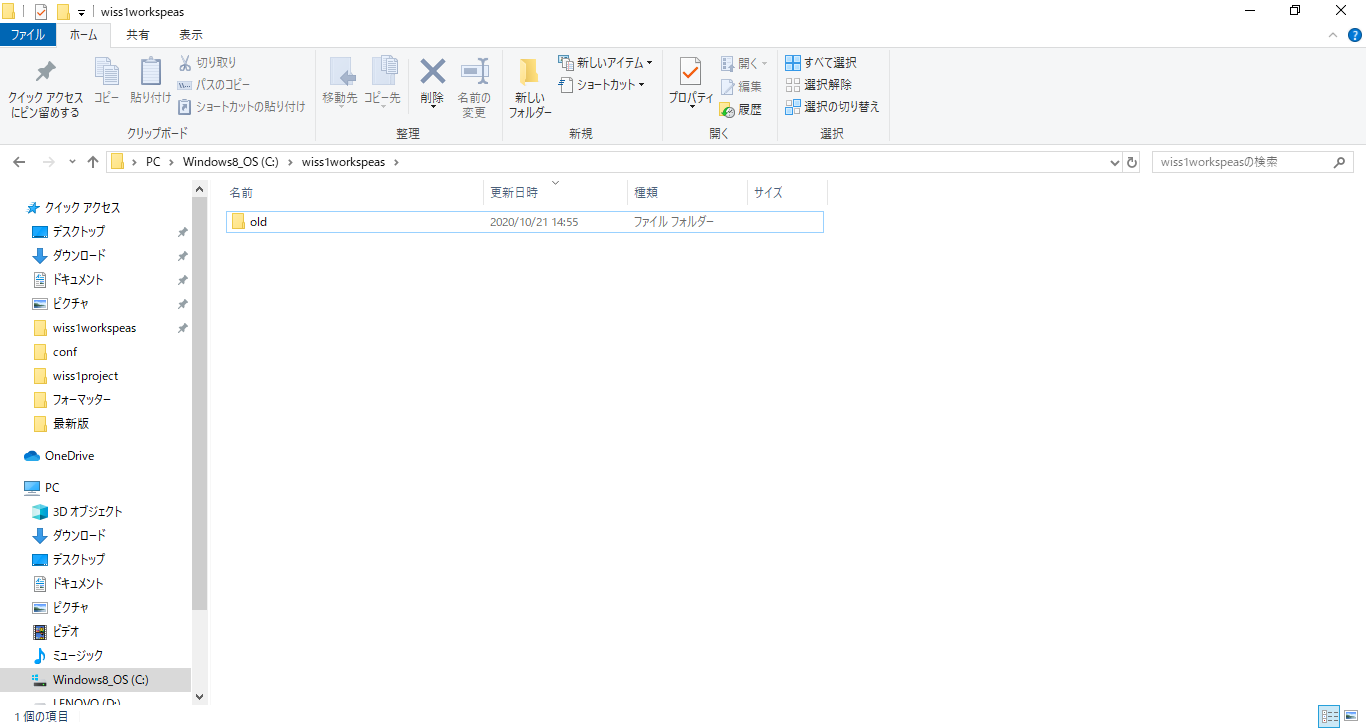 wiss1workspeas
ファイル ホーム 共有 表示
クイック アクセス
にピン留めする
コピー
貼り付け
切り取り
パスのコピー
ショートカットの貼り付け
クリップボード
移動先
コピー先
削除
名前の
変更
整理
新しい
フォルダー
新しいアイテム
ショートカット
新規
プロパティ
開く
編集
履歴
開く
すべて選択
選択解除
選択の切り替え
選択
PC Windows8_OS (C:) wiss1workspeas
wiss1workspeasの検索
クイック アクセス
デスクトップ
ダウンロード
ドキュメント
ピクチャ
wiss1workspeas
conf
wiss1project
フォーマッター
最新版
OneDrive
PC
3D オブジェクト
ダウンロード
デスクトップ
ドキュメント
ピクチャ
ビデオ
ミュージック
Windows8_OS (C:)
LENOVO (D:)
名前 更新日時 種類 サイズ
old 2020/10/21 14:55 ファイル フォルダー
1 個の項目